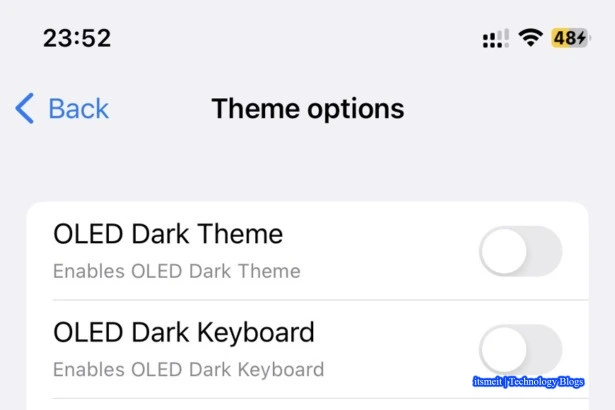 23:52
48
Back
Theme options
OLED Dark Theme
Enables OLED Dark Theme
OLED Dark Keyboard
Enables OLED Dark Keyboard
itsmeit | Technology Blogs